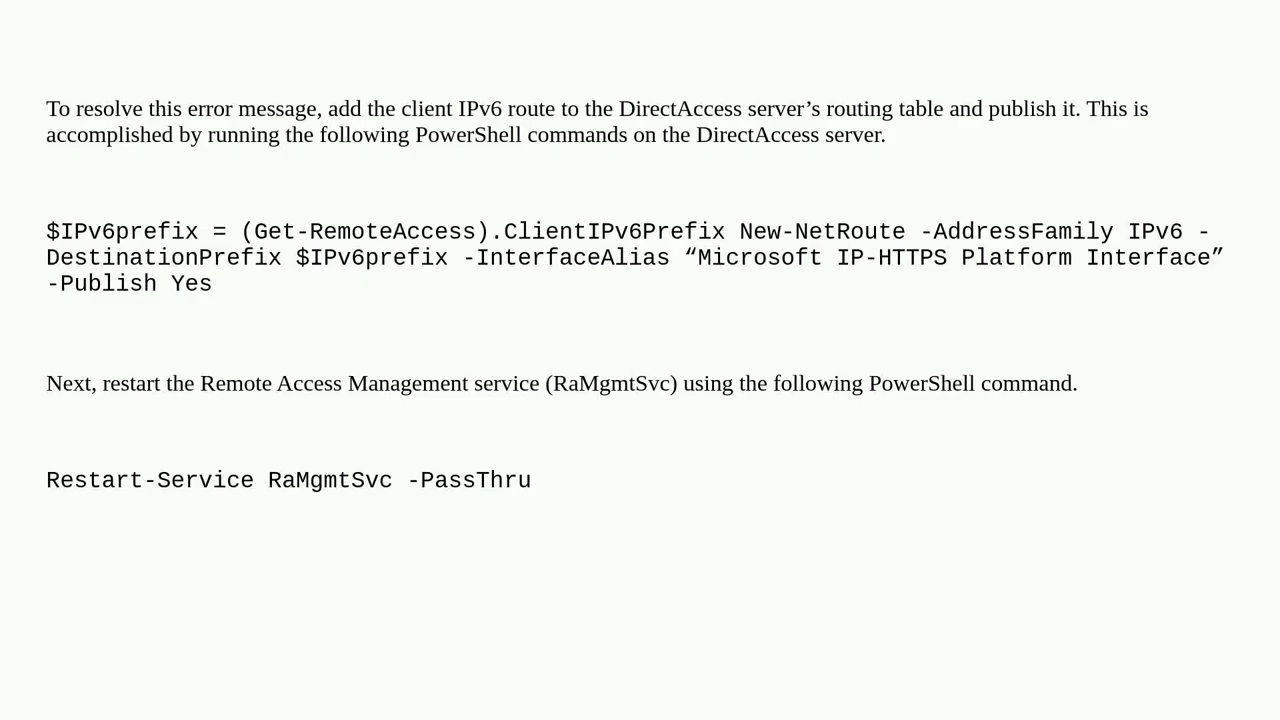 To resolve this error message, add the client IPv6 route to the DirectAccess server’s routing table and publish it. This is
accomplished by running the following PowerShell commands on the DirectAccess server.
$IPv6prefix = (Get-RemoteAccess).ClientIPv6Prefix New-NetRoute -AddressFamily IPv6 -
DestinationPrefix $IPv6prefix -InterfaceAlias “Microsoft IP-HTTPS Platform Interface”
-Publish Yes
Next, restart the Remote Access Management service (RaMgmtSvc) using the following PowerShell command.
Restart-Service RaMgmtSvc -PassThru